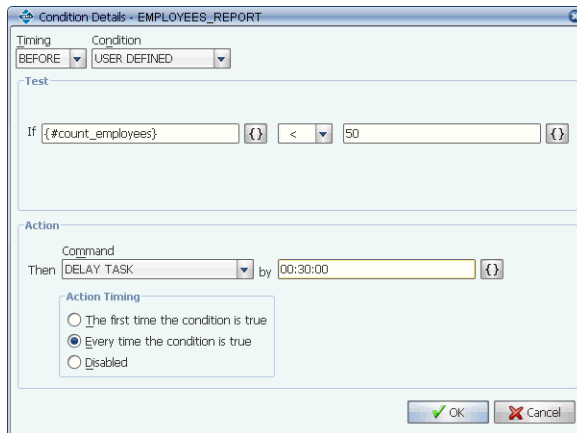 Condition Details - EMPLOYEES_REPORT
Timing Condition
BEFORE USER DEFINED
Test
If {#count_employees} {} < 50 {}
Action
Command
Then DELAY TASK by 00:30:00 {}
Action Timing
The first time the condition is true
Every time the condition is true
Disabled
OK Cancel